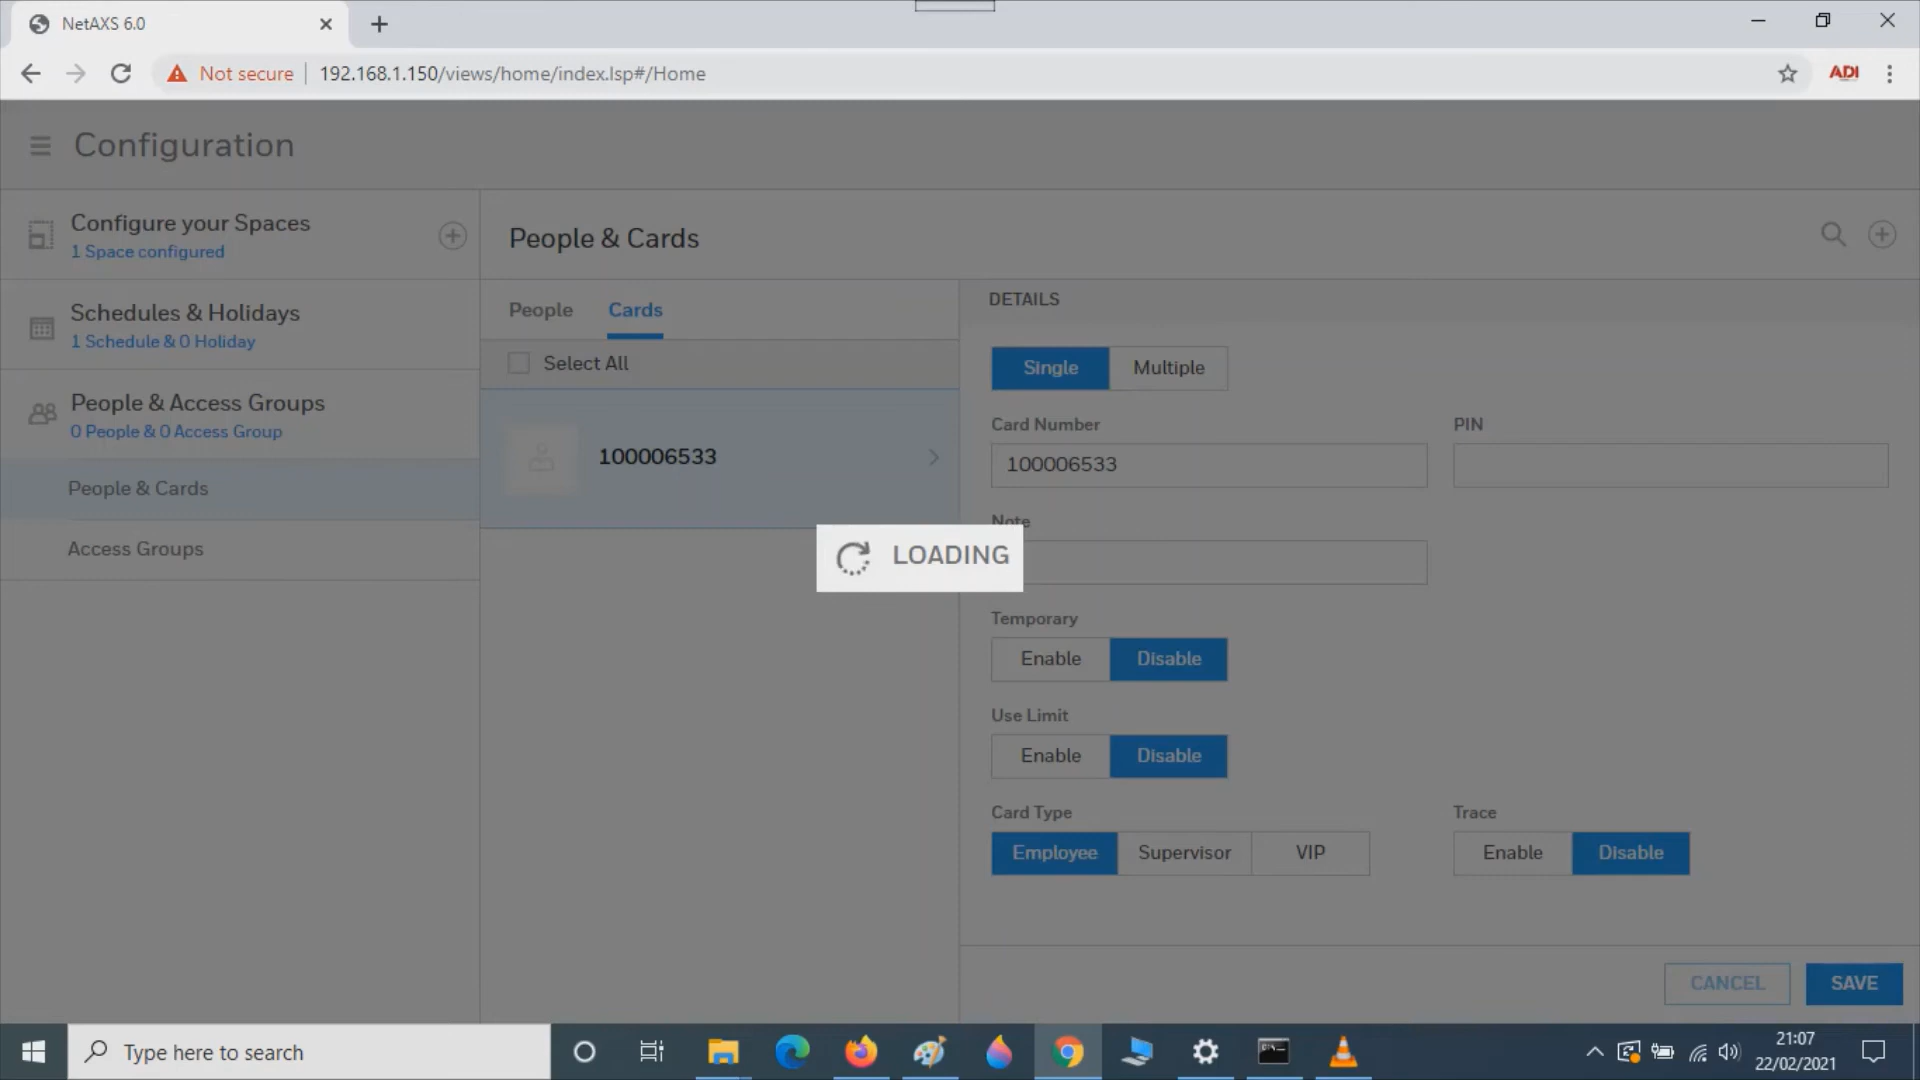 NetAXS 6.0
Not secure
192.168.1.150/views/home/index.lsp#/Home
ADI
Configuration
Configure your Spaces
1 Space configured
Schedules & Holidays
1 Schedule & 0 Holiday
People & Access Groups
0 People & 0 Access Group
People & Cards
Access Groups
People & Cards
People
Cards
Select All
100006533
DETAILS
Single
Multiple
Card Number
PIN
100006533
Note
LOADING
Temporary
Enable
Disable
Use Limit
Enable
Disable
Card Type
Trace
Employee
Supervisor
VIP
Enable
Disable
CANCEL
SAVE
Type here to search
21:07
22/02/2021